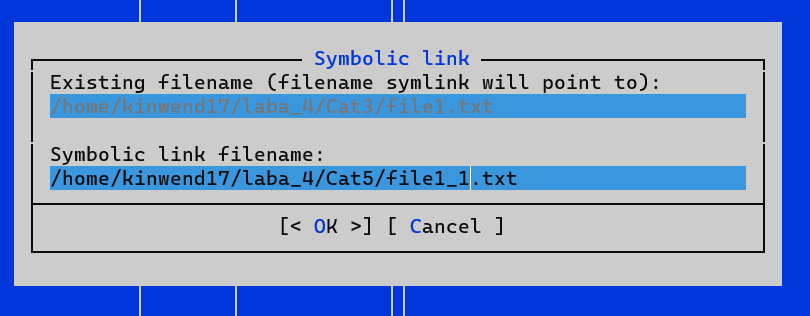 Symbolic link
Existing filename (filename symlink will point to):
/home/kinwend17/laba_4/Cat3/file1.txt
Symbolic link filename:
/home/kinwend17/laba_4/Cat5/file1_1.txt
[< OK >] [ Cancel ]